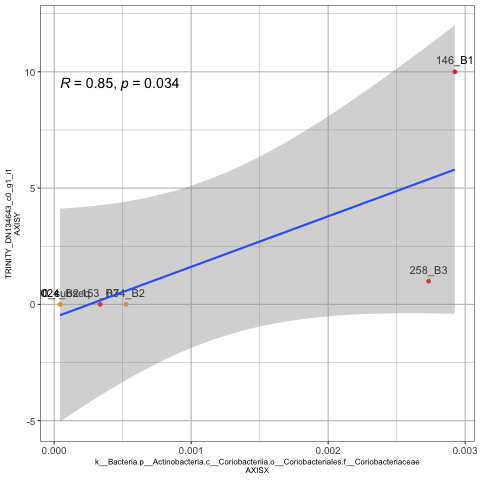 146_B1
R = 0.85, p = 0.034
258_B3
74_B2
10
5
0
-5
0.000
0.001
0.002
0.003
TRINITY_DN134643_c0_g1_i1
AXISY
k__Bacteria.p__Actinobacteria.c__Coriobacteriia.o__Coriobacteriales.f__Coriobacteriaceae
AXISX